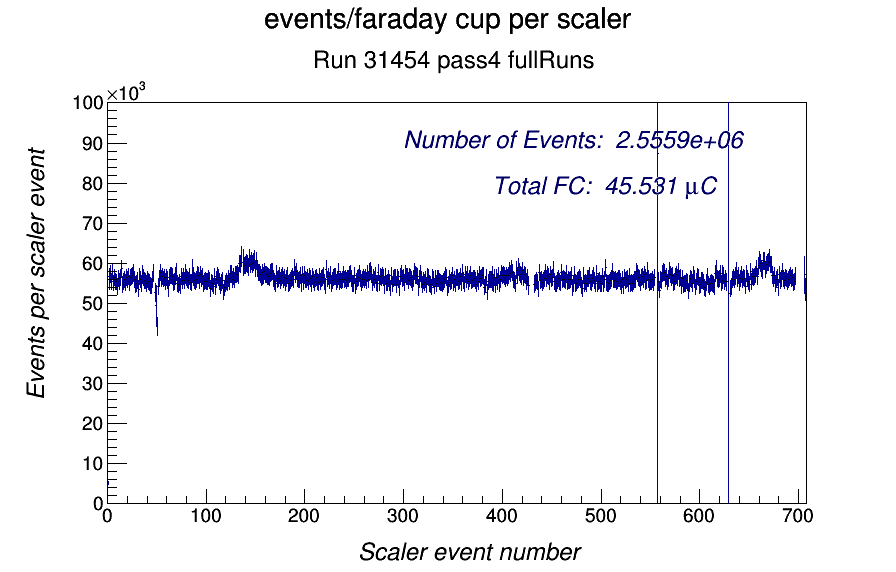 events/faraday cup per scaler
Run 31454 pass4 fullRuns
×10³
100
90
80
70
60
50
40
30
20
10
0
Number of Events: 2.5559e+06
Total FC: 45.531 μC
Events per scaler event
0 100 200 300 400 500 600 700
Scaler event number